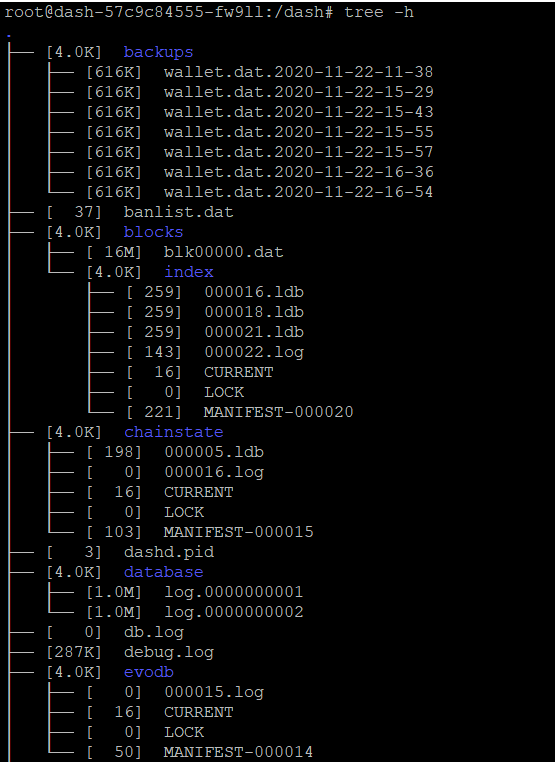 root@dash-57c9c84555-fw9ll:/dash# tree -h
.
├── [4.0K]  backups
│   ├── [616K]  wallet.dat.2020-11-22-11-38
│   ├── [616K]  wallet.dat.2020-11-22-15-29
│   ├── [616K]  wallet.dat.2020-11-22-15-43
│   ├── [616K]  wallet.dat.2020-11-22-15-55
│   ├── [616K]  wallet.dat.2020-11-22-15-57
│   ├── [616K]  wallet.dat.2020-11-22-16-36
│   └── [616K]  wallet.dat.2020-11-22-16-54
├── [  37]  banlist.dat
├── [4.0K]  blocks
│   ├── [ 16M]  blk00000.dat
│   └── [4.0K]  index
│       ├── [ 259]  000016.ldb
│       ├── [ 259]  000018.ldb
│       ├── [ 259]  000021.ldb
│       ├── [ 143]  000022.log
│       ├── [  16]  CURRENT
│       ├── [   0]  LOCK
│       └── [ 221]  MANIFEST-000020
├── [4.0K]  chainstate
│   ├── [ 198]  000005.ldb
│   ├── [   0]  000016.log
│   ├── [  16]  CURRENT
│   ├── [   0]  LOCK
│   └── [ 103]  MANIFEST-000015
├── [   3]  dashd.pid
├── [4.0K]  database
│   ├── [1.0M]  log.0000000001
│   └── [1.0M]  log.0000000002
├── [   0]  db.log
├── [287K]  debug.log
├── [4.0K]  evodb
│   ├── [   0]  000015.log
│   ├── [  16]  CURRENT
│   ├── [   0]  LOCK
│   └── [  50]  MANIFEST-000014